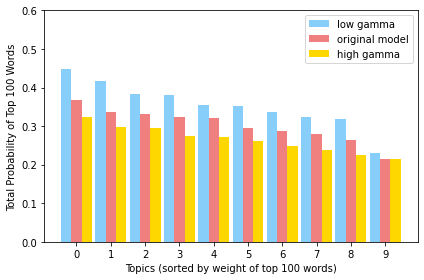 0.6
0.5
0.4
0.3
0.2
0.1
0.0
Total Probability of Top 100 Words
low gamma
original model
high gamma
0 1 2 3 4 5 6 7 8 9
Topics (sorted by weight of top 100 words)